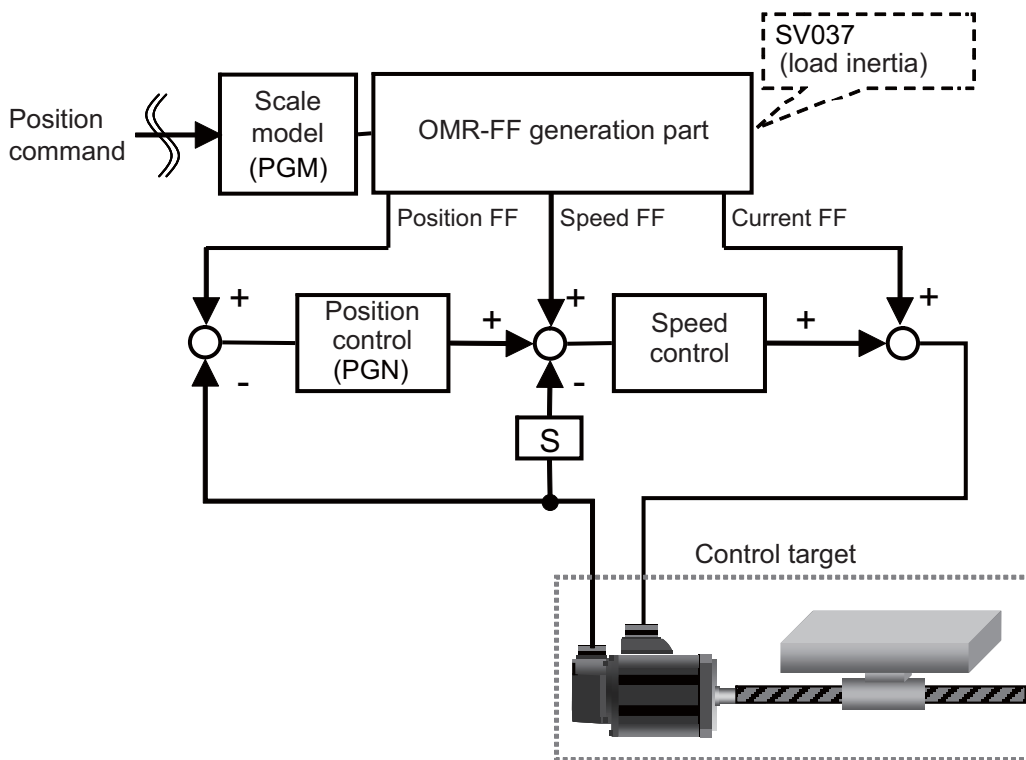 SV037
(load inertia)
Position
command
Scale
model
(PGM)
OMR-FF generation part
Position FF
Speed FF
Current FF
+
+
+
-
Position
control
(PGN)
+
-
Speed
control
+
S
Control target